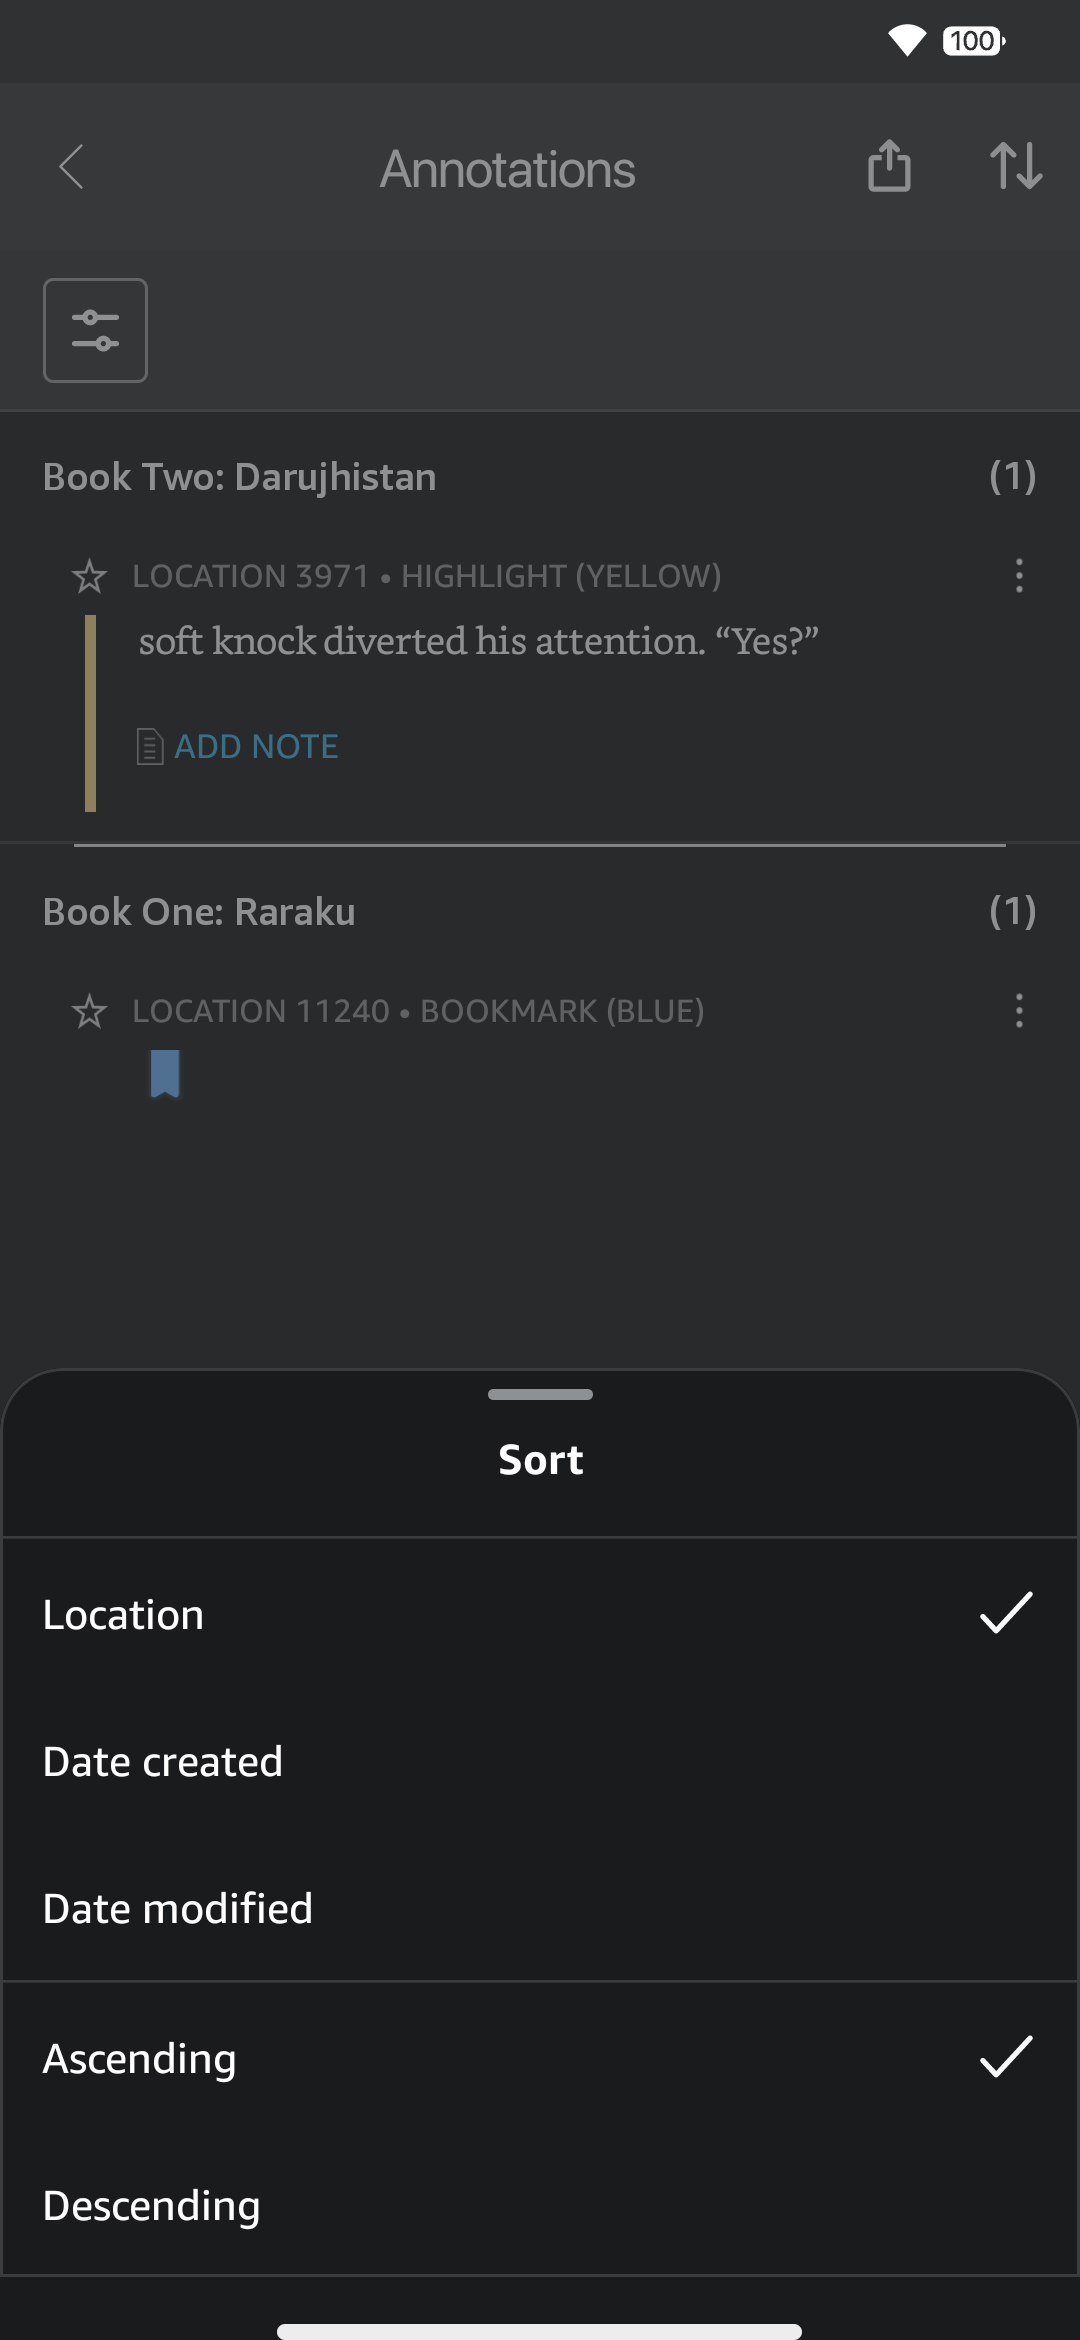 100
Annotations
Book Two: Darujhistan (1)
LOCATION 3971 • HIGHLIGHT (YELLOW)
soft knock diverted his attention. “Yes?”
ADD NOTE
Book One: Raraku (1)
LOCATION 11240 • BOOKMARK (BLUE)
Sort
Location
Date created
Date modified
Ascending
Descending